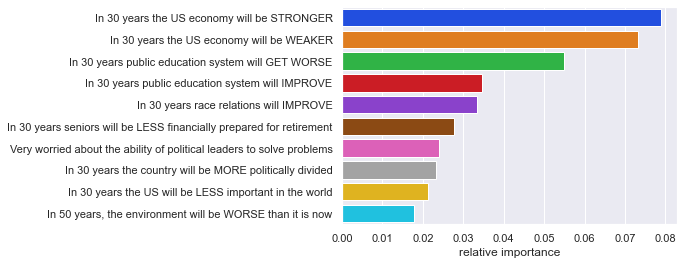 In 30 years the US economy will be STRONGER
In 30 years the US economy will be WEAKER
In 30 years public education system will GET WORSE
In 30 years public education system will IMPROVE
In 30 years race relations will IMPROVE
In 30 years seniors will be LESS financially prepared for retirement
Very worried about the ability of political leaders to solve problems
In 30 years the country will be MORE politically divided
In 30 years the US will be LESS important in the world
In 50 years, the environment will be WORSE than it is now
0.00 0.01 0.02 0.03 0.04 0.05 0.06 0.07 0.08
relative importance